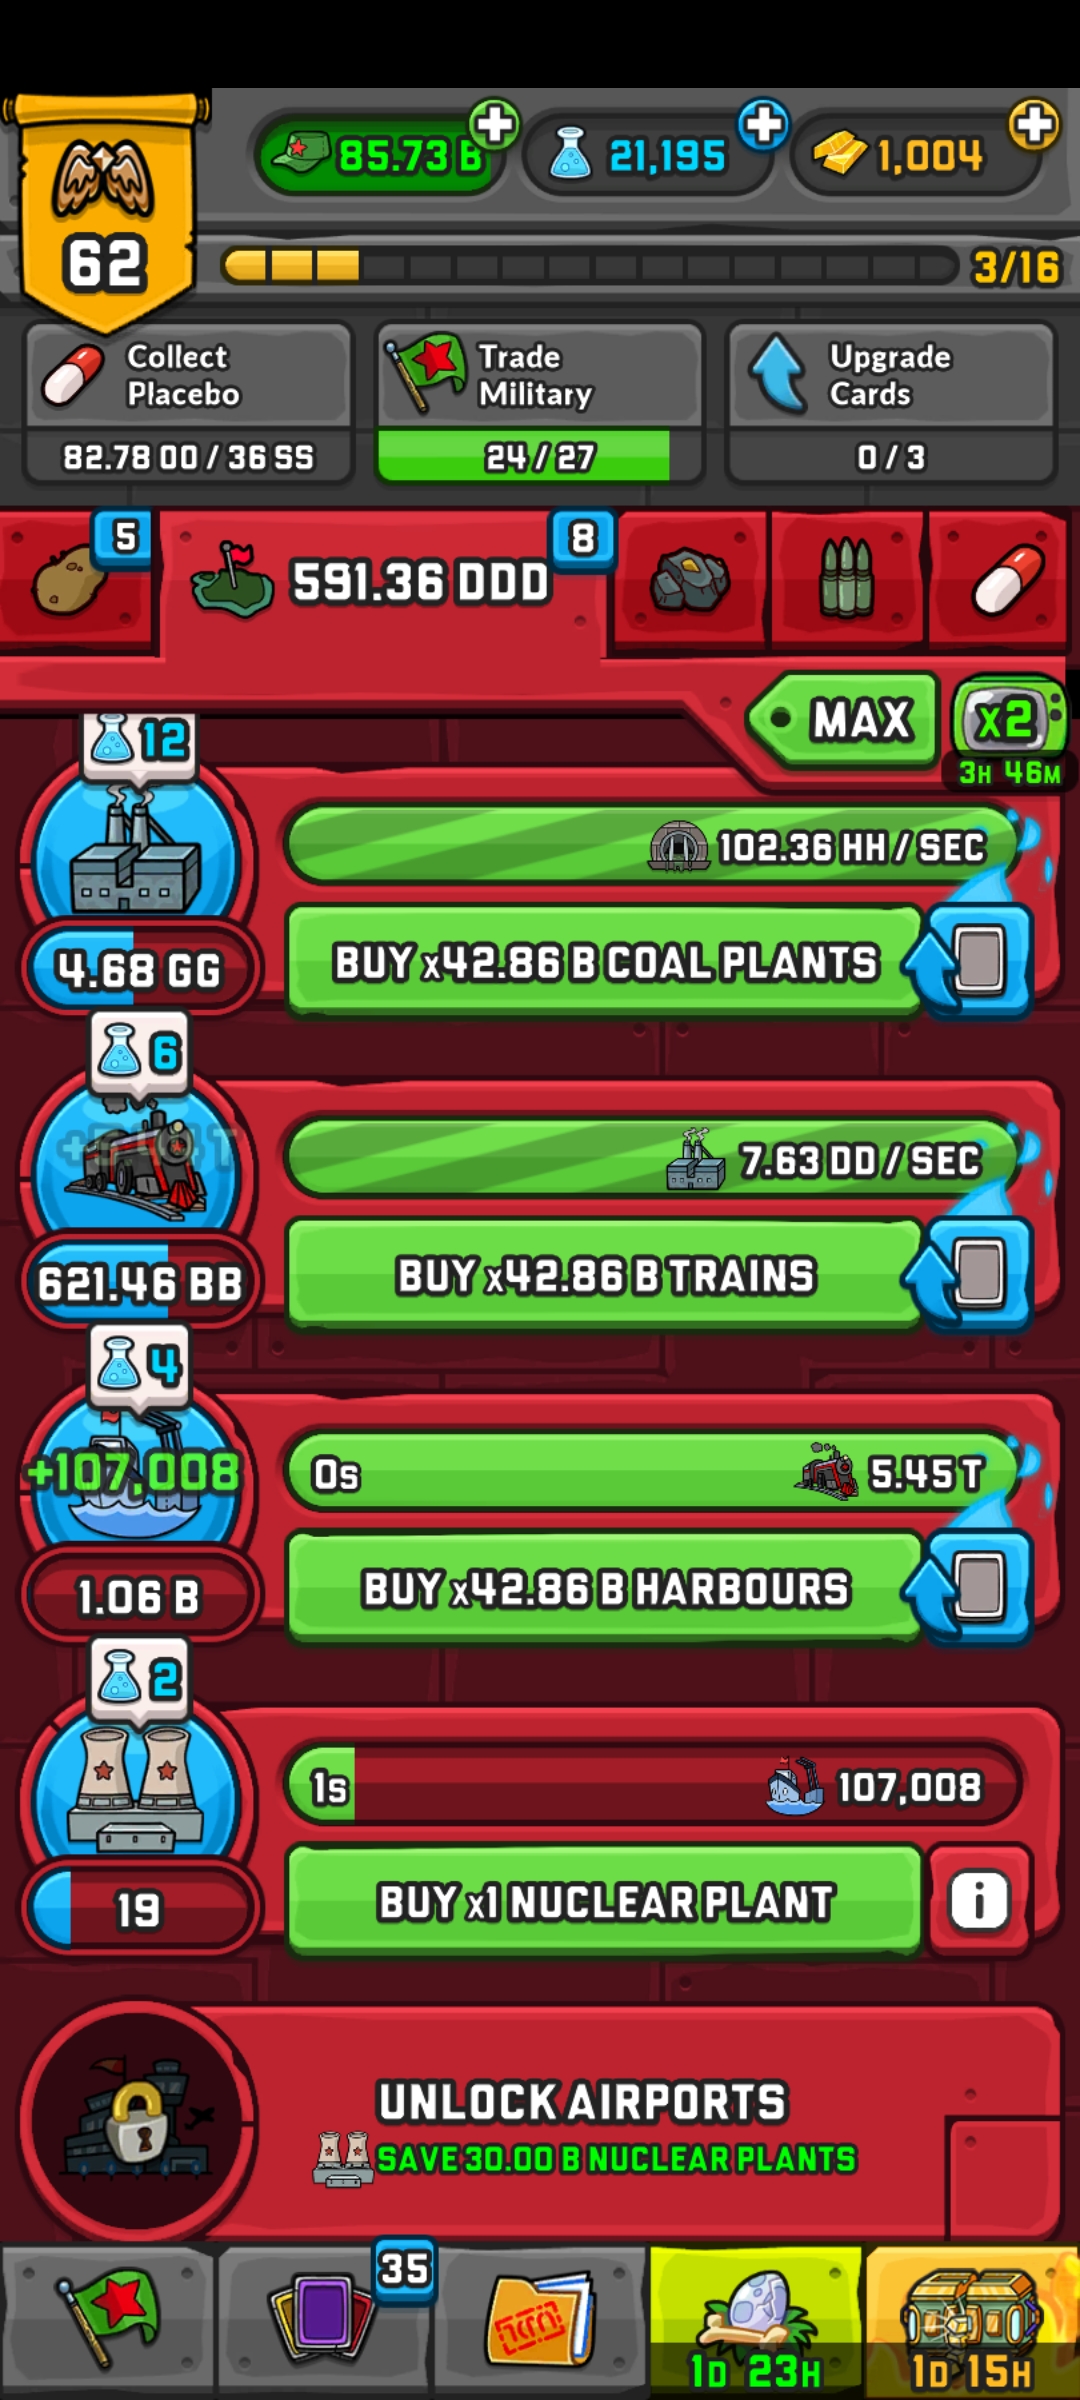 85.73 B
21,195
1,004
62
3/16
Collect
Placebo
82.78 OO / 36 SS
Trade
Military
24 / 27
Upgrade
Cards
0 / 3
5
591.36 DDD
8
MAX
x2
3H 46M
12
102.36 HH / SEC
4.68 GG
BUY x42.86 B COAL PLANTS
6
7.63 DD / SEC
621.46 BB
BUY x42.86 B TRAINS
4
+107,008
0s
5.45 T
1.06 B
BUY x42.86 B HARBOURS
2
1s
107,008
19
BUY x1 NUCLEAR PLANT
i
UNLOCK AIRPORTS
SAVE 30.00 B NUCLEAR PLANTS
35
1D 23H
1D 15H